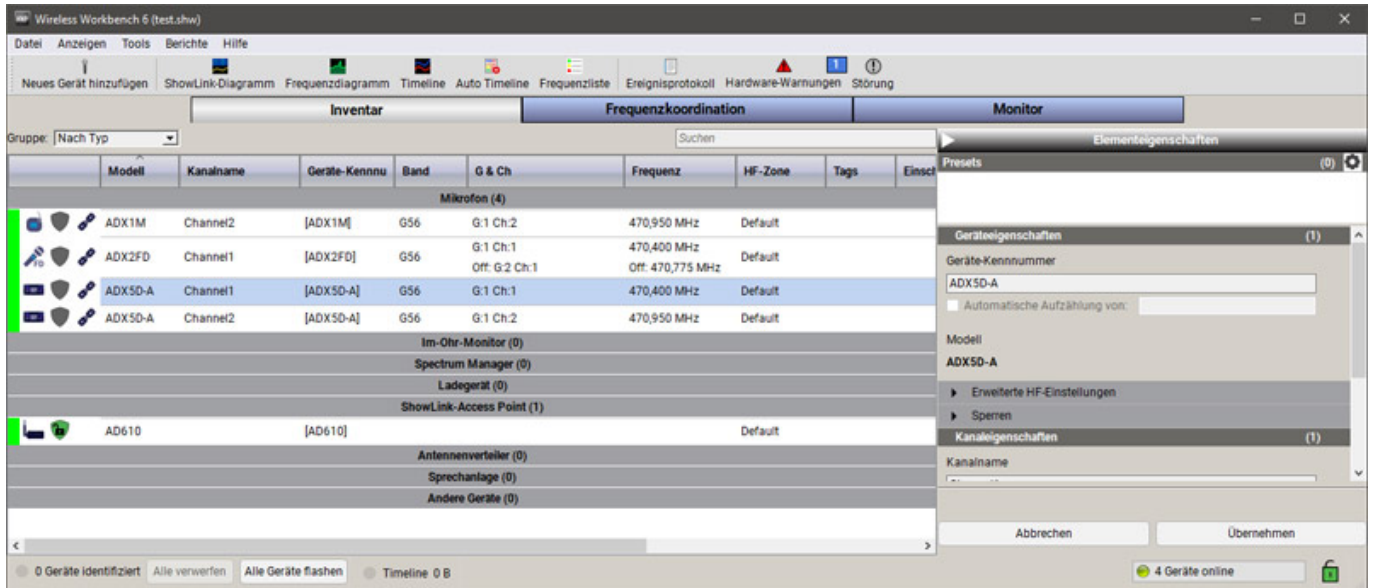 Wireless Workbench 6 (test.shw)
Datei Anzeigen Tools Berichte Hilfe
Neues Gerät hinzufügen ShowLink-Diagramm Frequenzdiagramm Timeline Auto Timeline Frequenzliste Ereignisprotokoll Hardware-Warnungen 1 Störung
Inventar Frequenzkoordination Monitor
Gruppe: Nach Typ Suchen Elementeigenschaften
Modell Kanalname Geräte-Kennnu Band G & Ch Frequenz HF-Zone Tags Einsch Presets (0)
Mikrofon (4)
ADX1M Channel2 [ADX1M] G56 G:1 Ch:2 470,950 MHz Default
Geräteeigenschaften (1)
ADX2FD Channel1 [ADX2FD] G56 G:1 Ch:1 470,400 MHz Default
Off: G:2 Ch:1 Off: 470,775 MHz
Geräte-Kennnummer
ADX5D-A Channel1 [ADX5D-A] G56 G:1 Ch:1 470,400 MHz Default
ADX5D-A
Automatische Aufzählung von:
ADX5D-A Channel2 [ADX5D-A] G56 G:1 Ch:2 470,950 MHz Default
Im-Ohr-Monitor (0)
Modell
Spectrum Manager (0)
ADX5D-A
Ladegerät (0)
Erweiterte HF-Einstellungen
ShowLink-Access Point (1)
Sperren
AD610 [AD610] Default
Kanaleigenschaften (1)
Antennenverteiler (0)
Kanalname
Sprechanlage (0)
Andere Geräte (0)
Abbrechen Übernehmen
0 Geräte identifiziert Alle verwerfen Alle Geräte flashen Timeline 0 B 4 Geräte online